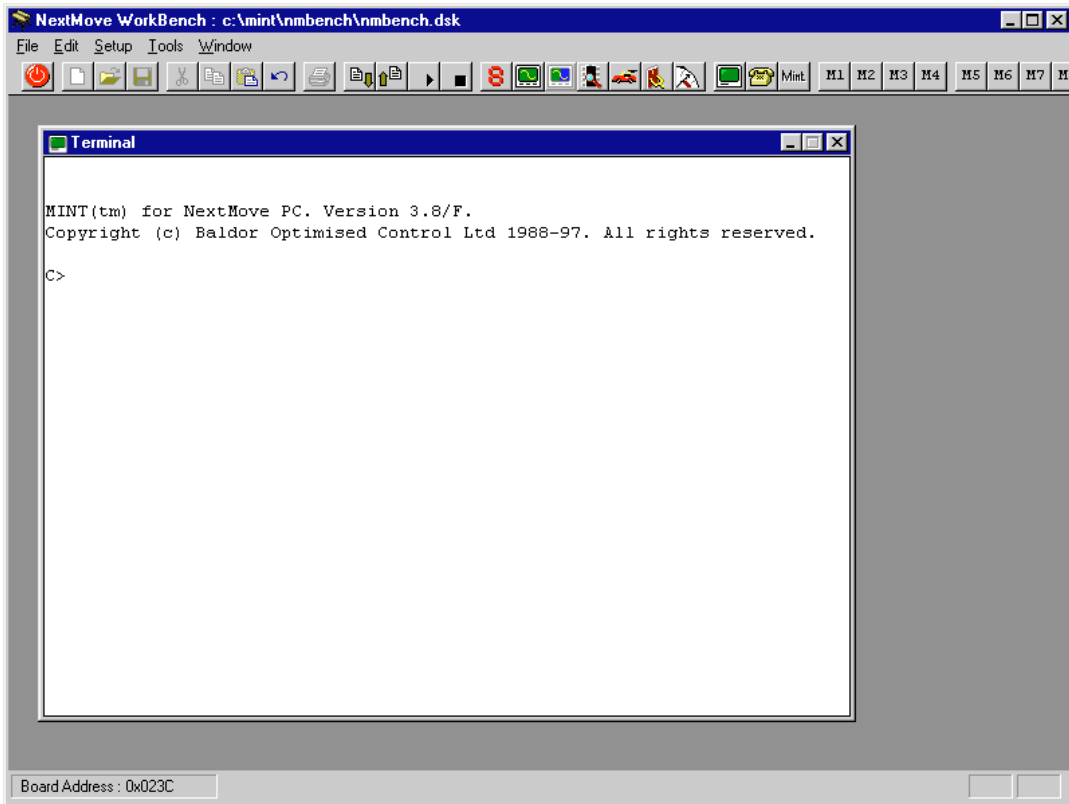 NextMove WorkBench : c:\mint\nmbench\nmbench.dsk
File Edit Setup Tools Window
Mint M1 M2 M3 M4 M5 M6 M7 M
Terminal
MINT(tm) for NextMove PC. Version 3.8/F.
Copyright (c) Baldor Optimised Control Ltd 1988-97. All rights reserved.
C>
Board Address : 0x023C